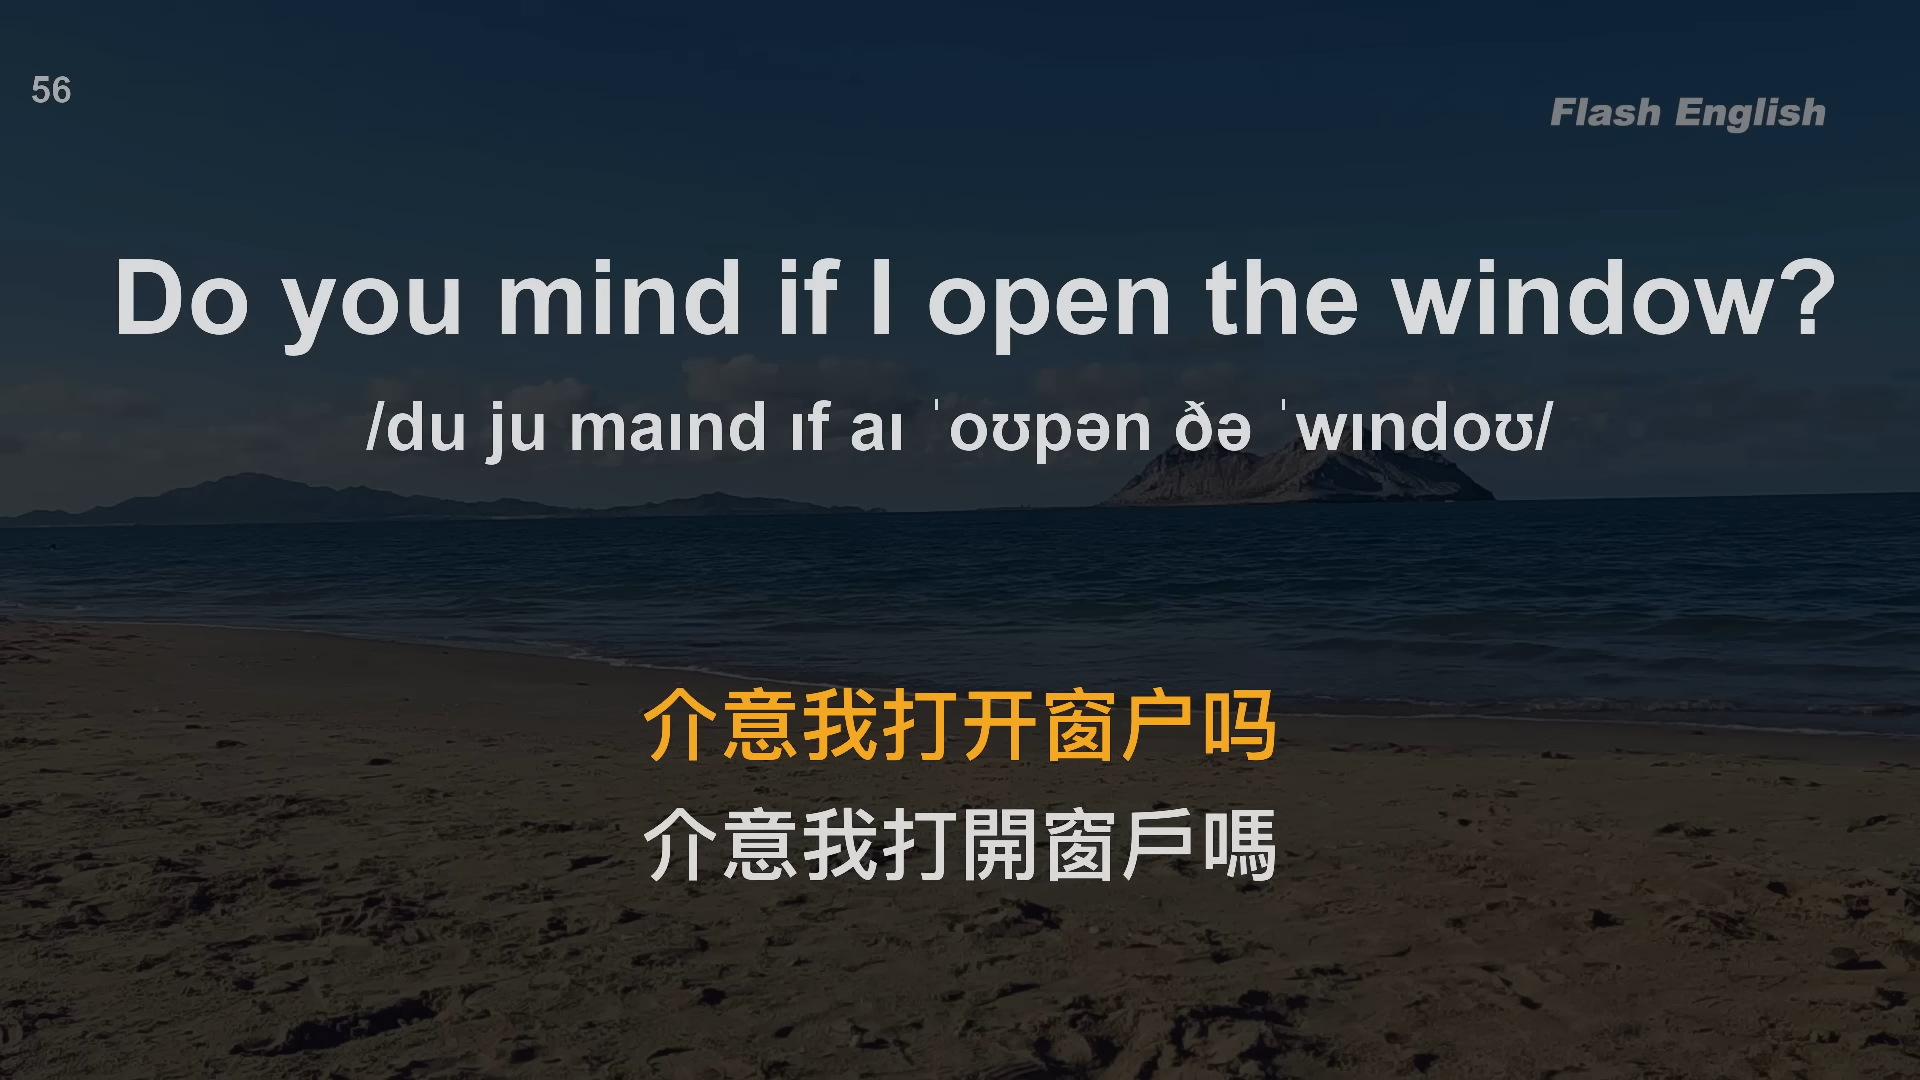 56
Flash English
Do you mind if I open the window?
/du ju maɪnd ɪf aɪ ˈoʊpən ðə ˈwɪndoʊ/
介意我打开窗户吗
介意我打開窗戶嗎